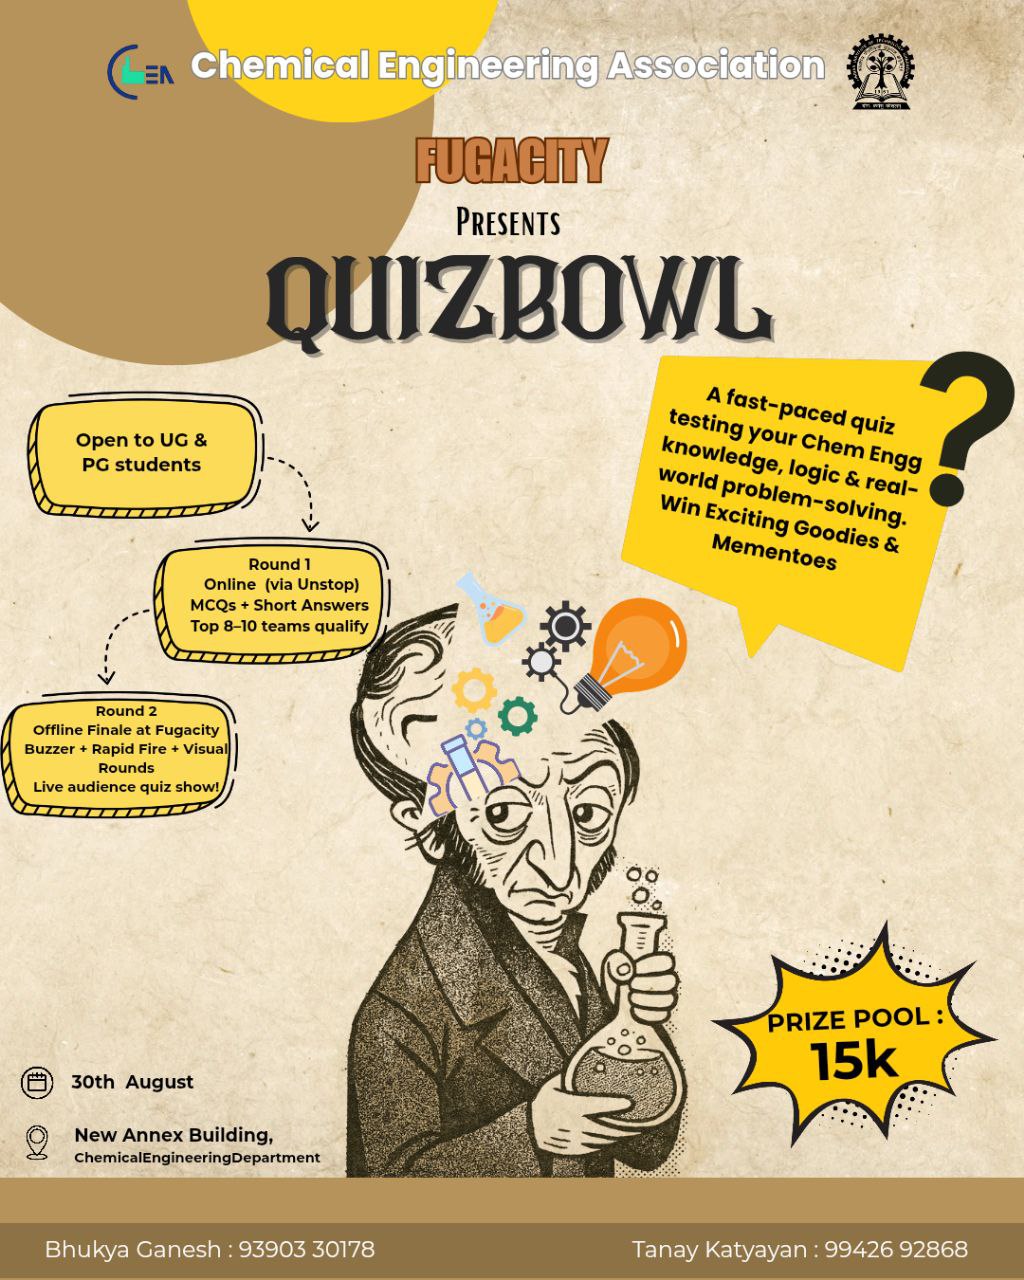 CEA
Chemical Engineering Association
1951
FUGACITY
PRESENTS
QUIZBOWL
A fast-paced quiz
testing your Chem Engg
knowledge, logic & real-
world problem-solving.
Win Exciting Goodies &
Mementoes
?
Open to UG &
PG students
Round 1
Online (via Unstop)
MCQs + Short Answers
Top 8–10 teams qualify
Round 2
Offline Finale at Fugacity
Buzzer + Rapid Fire + Visual
Rounds
Live audience quiz show!
PRIZE POOL :
15k
30th August
New Annex Building,
ChemicalEngineeringDepartment
Bhukya Ganesh : 93903 30178
Tanay Katyayan : 99426 92868